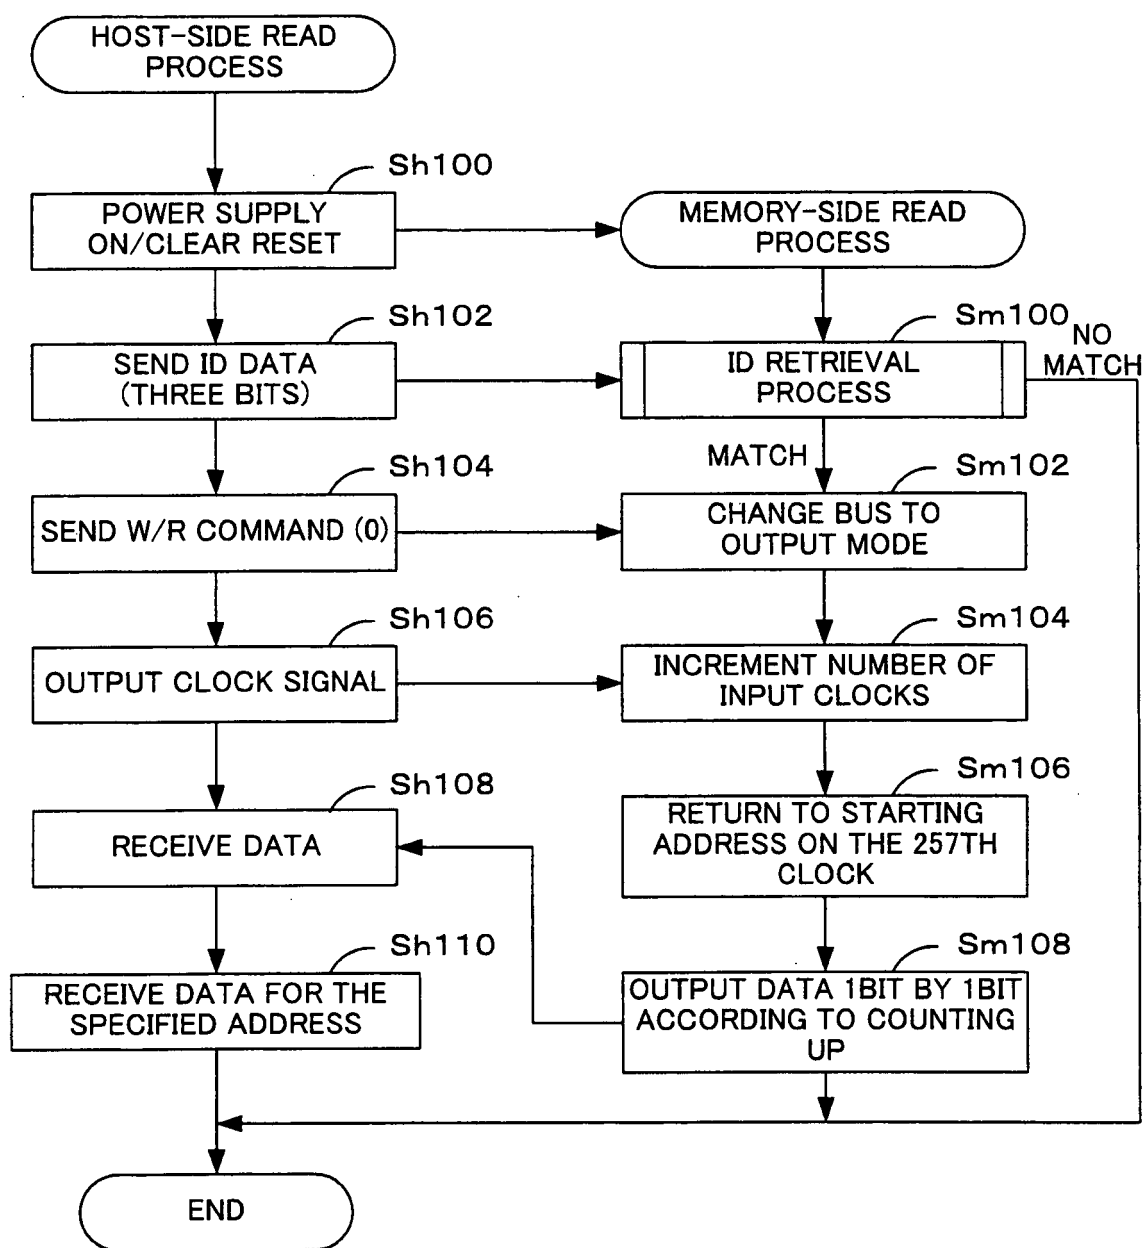 HOST-SIDE READ
PROCESS
Sh100
POWER SUPPLY
ON/CLEAR RESET
MEMORY-SIDE READ
PROCESS
Sh102
SEND ID DATA
(THREE BITS)
Sm100
NO
MATCH
ID RETRIEVAL
PROCESS
MATCH
Sh104
SEND W/R COMMAND (0)
Sm102
CHANGE BUS TO
OUTPUT MODE
Sh106
OUTPUT CLOCK SIGNAL
Sm104
INCREMENT NUMBER OF
INPUT CLOCKS
Sh108
RECEIVE DATA
Sm106
RETURN TO STARTING
ADDRESS ON THE 257TH
CLOCK
Sh110
RECEIVE DATA FOR THE
SPECIFIED ADDRESS
Sm108
OUTPUT DATA 1BIT BY 1BIT
ACCORDING TO COUNTING
UP
END